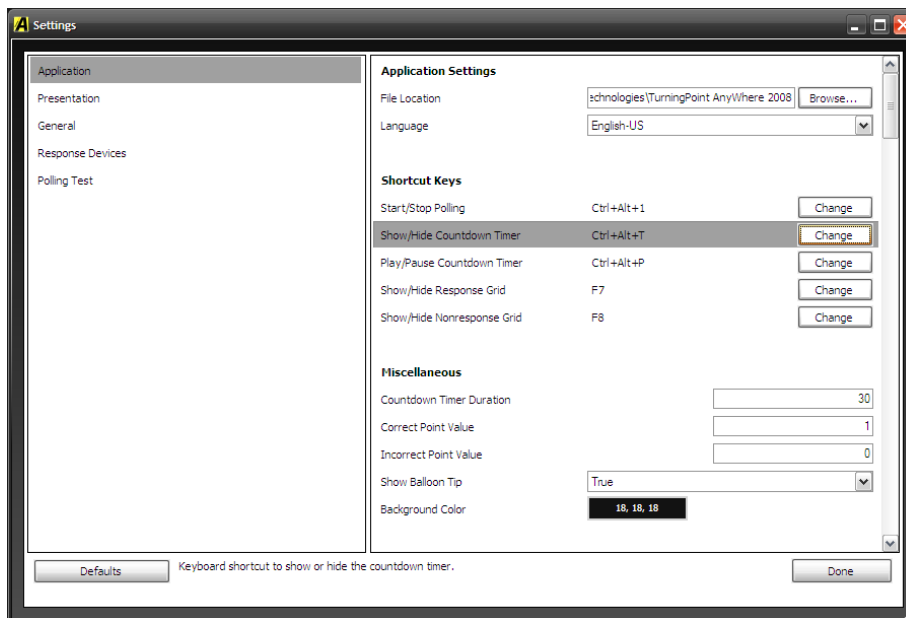 Settings
Application
Presentation
General
Response Devices
Polling Test
Application Settings
File Location echnologies\TurningPoint AnyWhere 2008 Browse...
Language English-US
Shortcut Keys
Start/Stop Polling Ctrl+Alt+1 Change
Show/Hide Countdown Timer Ctrl+Alt+T Change
Play/Pause Countdown Timer Ctrl+Alt+P Change
Show/Hide Response Grid F7 Change
Show/Hide Nonresponse Grid F8 Change
Miscellaneous
Countdown Timer Duration 30
Correct Point Value 1
Incorrect Point Value 0
Show Balloon Tip True
Background Color 18, 18, 18
Defaults Keyboard shortcut to show or hide the countdown timer. Done